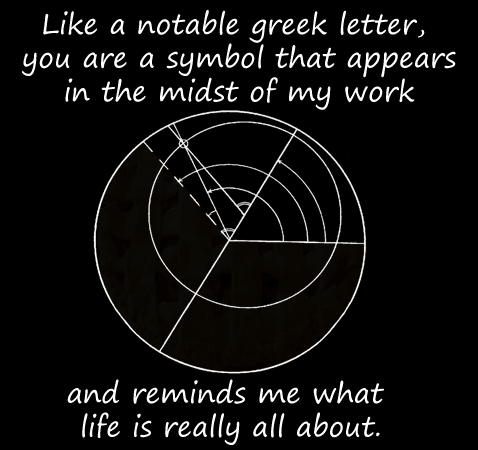 Like a notable greek letter,
you are a symbol that appears
in the midst of my work
and reminds me what
life is really all about.